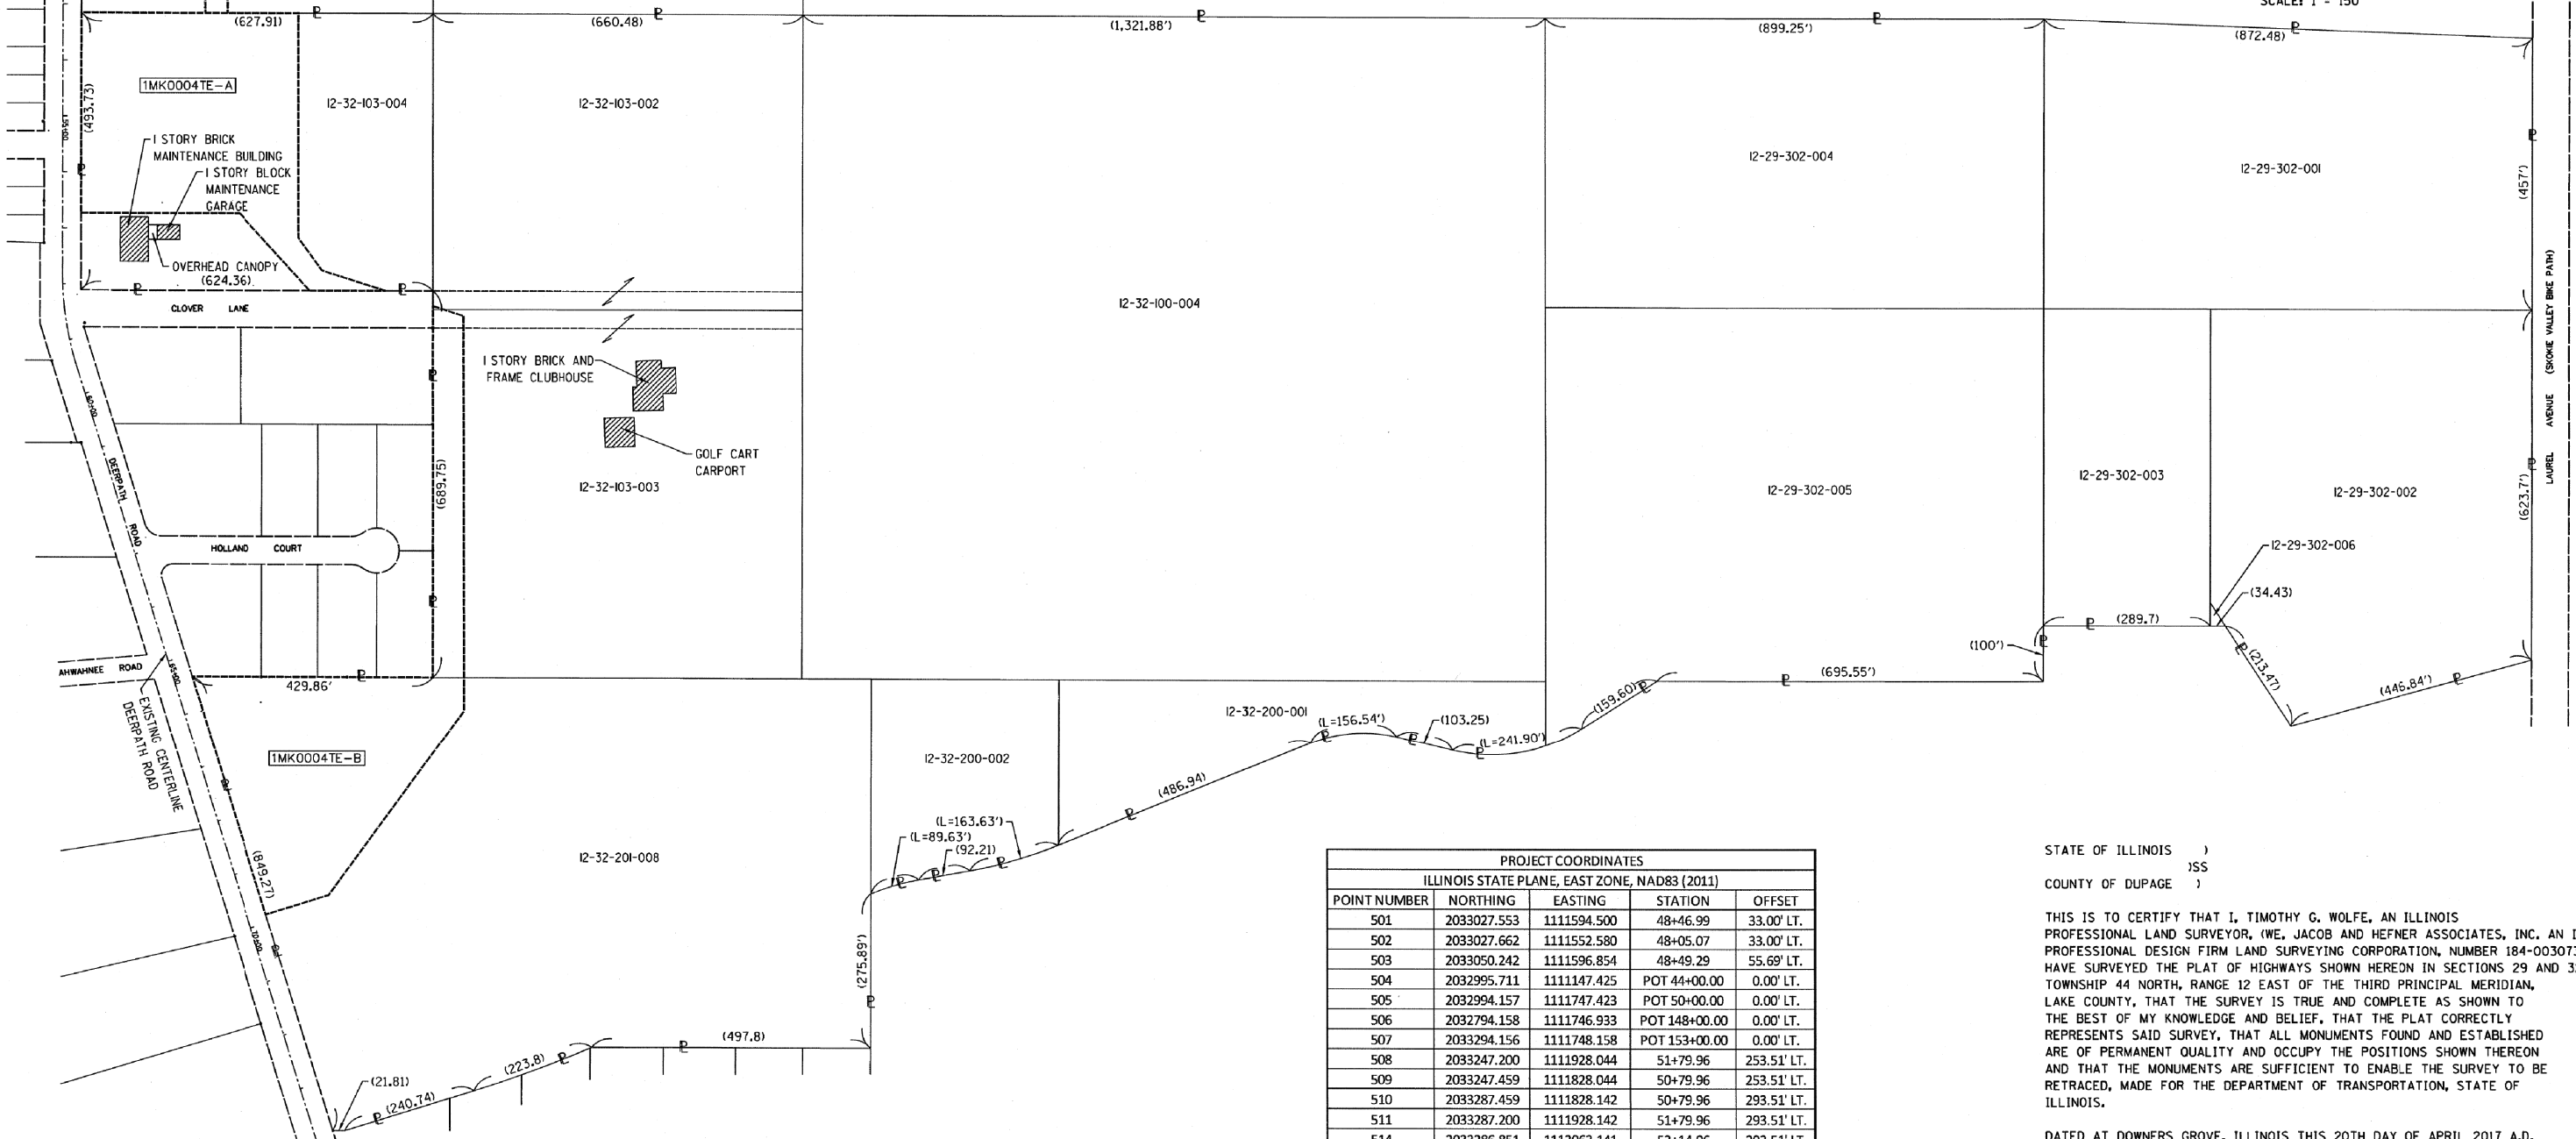 SCALE: 1 = 150
(627.91)
(660.48)
(1,321.88')
(899.25')
(872.48)
(493.73)
1MK0004TE-A
12-32-103-004
12-32-103-002
12-29-302-004
12-29-302-001
(457')
1 STORY BRICK
MAINTENANCE BUILDING
1 STORY BLOCK
MAINTENANCE
GARAGE
OVERHEAD CANOPY
(624.36)
CLOVER LANE
12-32-100-004
LAUREL AVENUE (SKOKIE VALLEY BIKE PATH)
1 STORY BRICK AND
FRAME CLUBHOUSE
GOLF CART
CARPORT
12-32-103-003
(689.75)
DEERPATH ROAD
HOLLAND COURT
12-29-302-005
12-29-302-003
12-29-302-002
(623.7')
12-29-302-006
(34.43)
(289.7)
(100')
(213.47)
(446.84')
(695.55')
(159.60)
AHWAHNEE ROAD
429.86'
EXISTING CENTERLINE
DEERPATH ROAD
1MK0004TE-B
12-32-200-001
(L=156.54')
(103.25)
(L=241.90')
12-32-200-002
(486.94)
(L=163.63')
(L=89.63')
(92.21)
(849.27)
12-32-201-008
(275.89')
(497.8)
(223.8)
(21.81)
(240.74)
PROJECT COORDINATES
ILLINOIS STATE PLANE, EAST ZONE, NAD83 (2011)
POINT NUMBER NORTHING EASTING STATION OFFSET
501 2033027.553 1111594.500 48+46.99 33.00' LT.
502 2033027.662 1111552.580 48+05.07 33.00' LT.
503 2033050.242 1111596.854 48+49.29 55.69' LT.
504 2032995.711 1111147.425 POT 44+00.00 0.00' LT.
505 2032994.157 1111747.423 POT 50+00.00 0.00' LT.
506 2032794.158 1111746.933 POT 148+00.00 0.00' LT.
507 2033294.156 1111748.158 POT 153+00.00 0.00' LT.
508 2033247.200 1111928.044 51+79.96 253.51' LT.
509 2033247.459 1111828.044 50+79.96 253.51' LT.
510 2033287.459 1111828.142 50+79.96 293.51' LT.
511 2033287.200 1111928.142 51+79.96 293.51' LT.
STATE OF ILLINOIS )
)SS
COUNTY OF DUPAGE )
THIS IS TO CERTIFY THAT I, TIMOTHY G. WOLFE, AN ILLINOIS
PROFESSIONAL LAND SURVEYOR, (WE, JACOB AND HEFNER ASSOCIATES, INC. AN I
PROFESSIONAL DESIGN FIRM LAND SURVEYING CORPORATION, NUMBER 184-003073
HAVE SURVEYED THE PLAT OF HIGHWAYS SHOWN HEREON IN SECTIONS 29 AND 3
TOWNSHIP 44 NORTH, RANGE 12 EAST OF THE THIRD PRINCIPAL MERIDIAN,
LAKE COUNTY, THAT THE SURVEY IS TRUE AND COMPLETE AS SHOWN TO
THE BEST OF MY KNOWLEDGE AND BELIEF, THAT THE PLAT CORRECTLY
REPRESENTS SAID SURVEY, THAT ALL MONUMENTS FOUND AND ESTABLISHED
ARE OF PERMANENT QUALITY AND OCCUPY THE POSITIONS SHOWN THEREON
AND THAT THE MONUMENTS ARE SUFFICIENT TO ENABLE THE SURVEY TO BE
RETRACED, MADE FOR THE DEPARTMENT OF TRANSPORTATION, STATE OF
ILLINOIS.
DATED AT DOWNERS GROVE, ILLINOIS THIS 20TH DAY OF APRIL 2017 A.D.